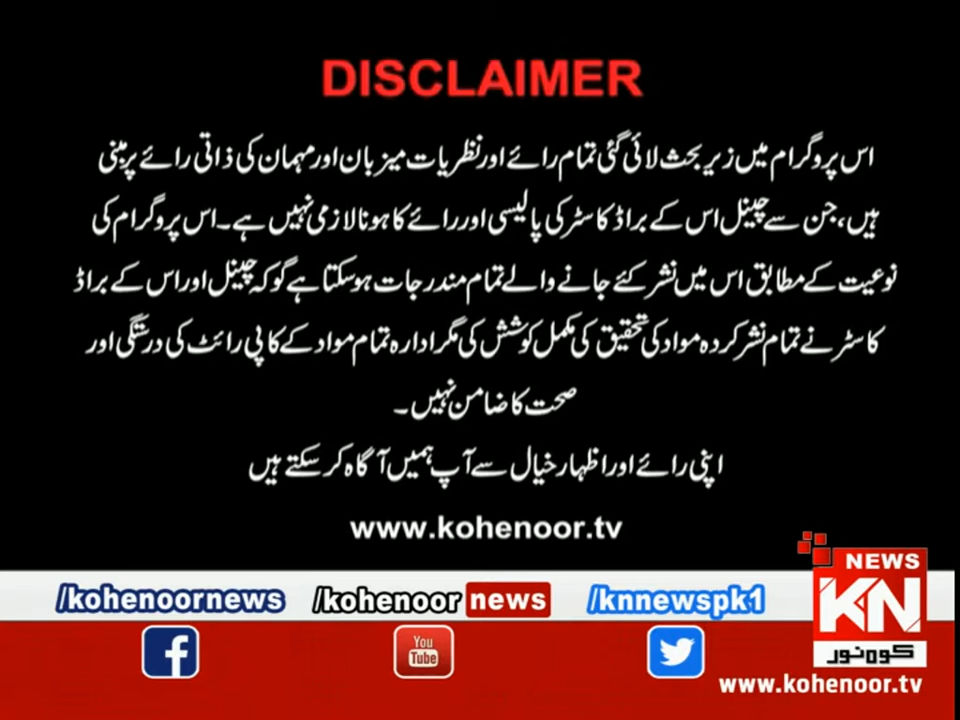 DISCLAIMER
اس پروگرام میں زیرِ بحث لائی گئی تمام رائے اور نظریات میزبان اور مہمان کی ذاتی رائے پر مبنی
ہیں، جن سے چینل اس کے براڈ کاسٹر کی پالیسی اور رائے کا ہونا لازمی نہیں ہے۔ اس پروگرام کی
نوعیت کے مطابق اس میں نشر کئے جانے والے تمام مندرجات ہوسکتا ہے گو کہ چینل اور اس کے براڈ
کاسٹر نے تمام نشر کردہ مواد کی تحقیق کی مکمل کوشش کی مگر ادارہ تمام مواد کے کاپی رائٹ کی درستگی اور
صحت کا ضامن نہیں۔
اپنی رائے اور اظہار خیال سے آپ ہمیں آگاہ کر سکتے ہیں
www.kohenoor.tv
/kohenoornews /kohenoor news /knnewspk1
f You Tube
NEWS
KN
کوہ نور
www.kohenoor.tv